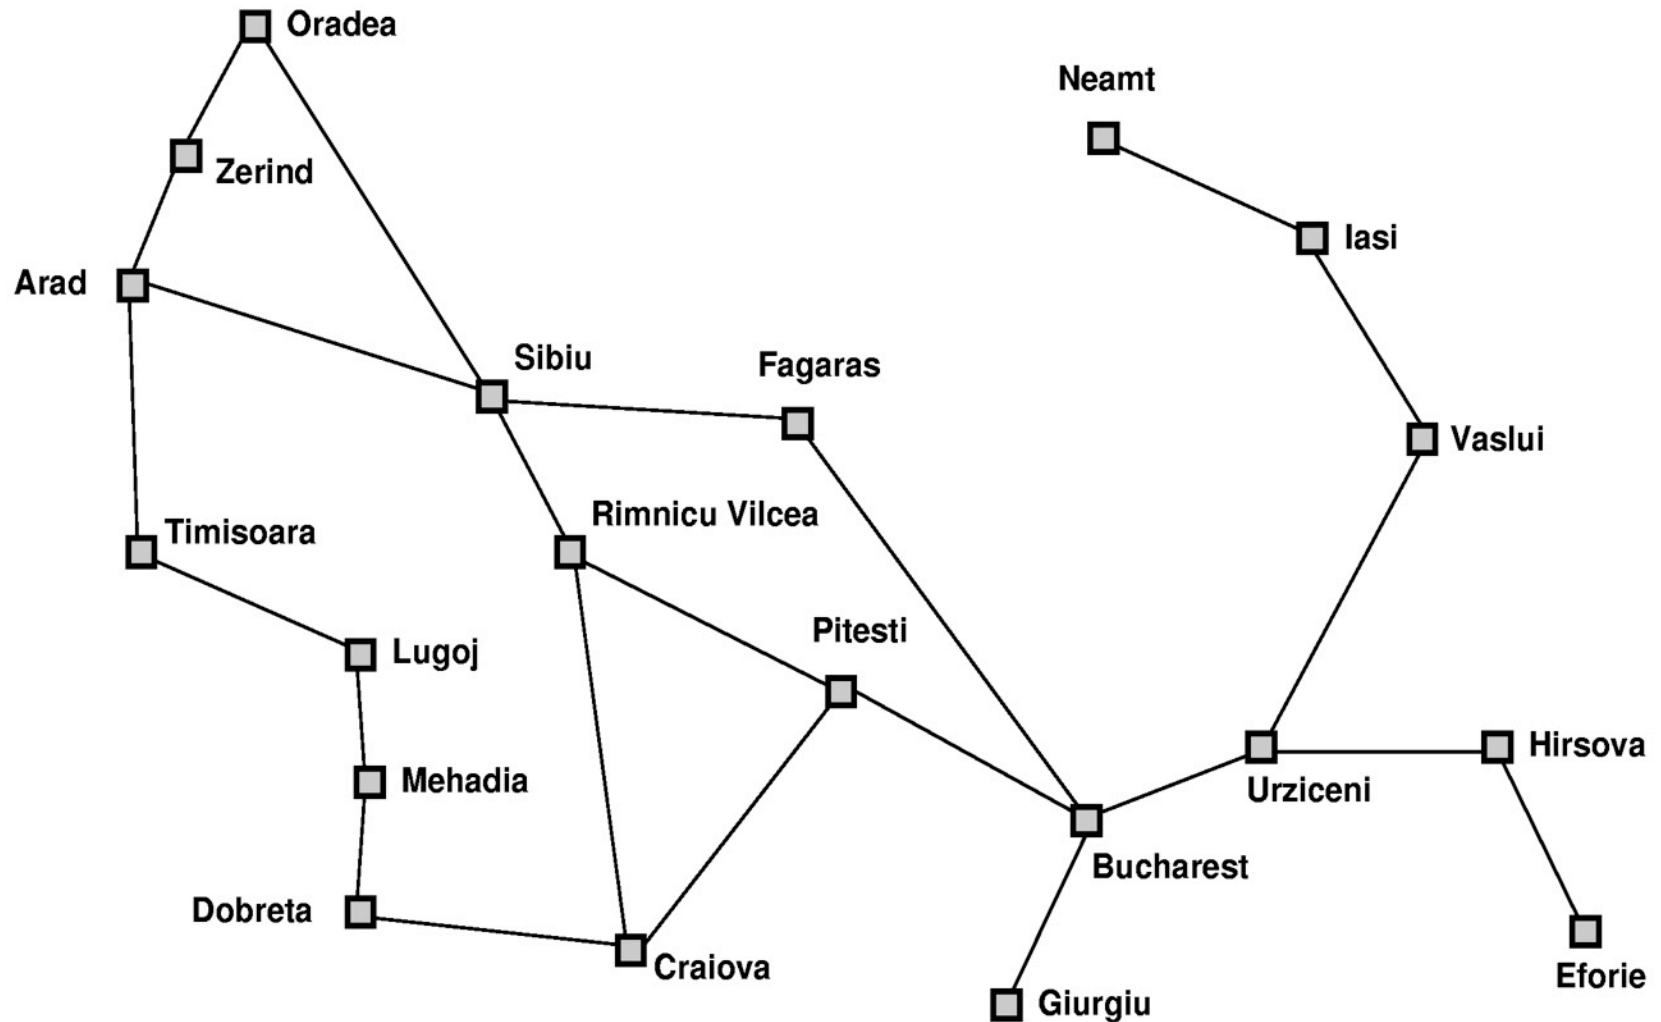 Oradea
Neamt
Zerind
Iasi
Arad
Sibiu
Fagaras
Vaslui
Rimnicu Vilcea
Timisoara
Pitesti
Lugoj
Hirsova
Mehadia
Urziceni
Bucharest
Dobreta
Craiova
Eforie
Giurgiu